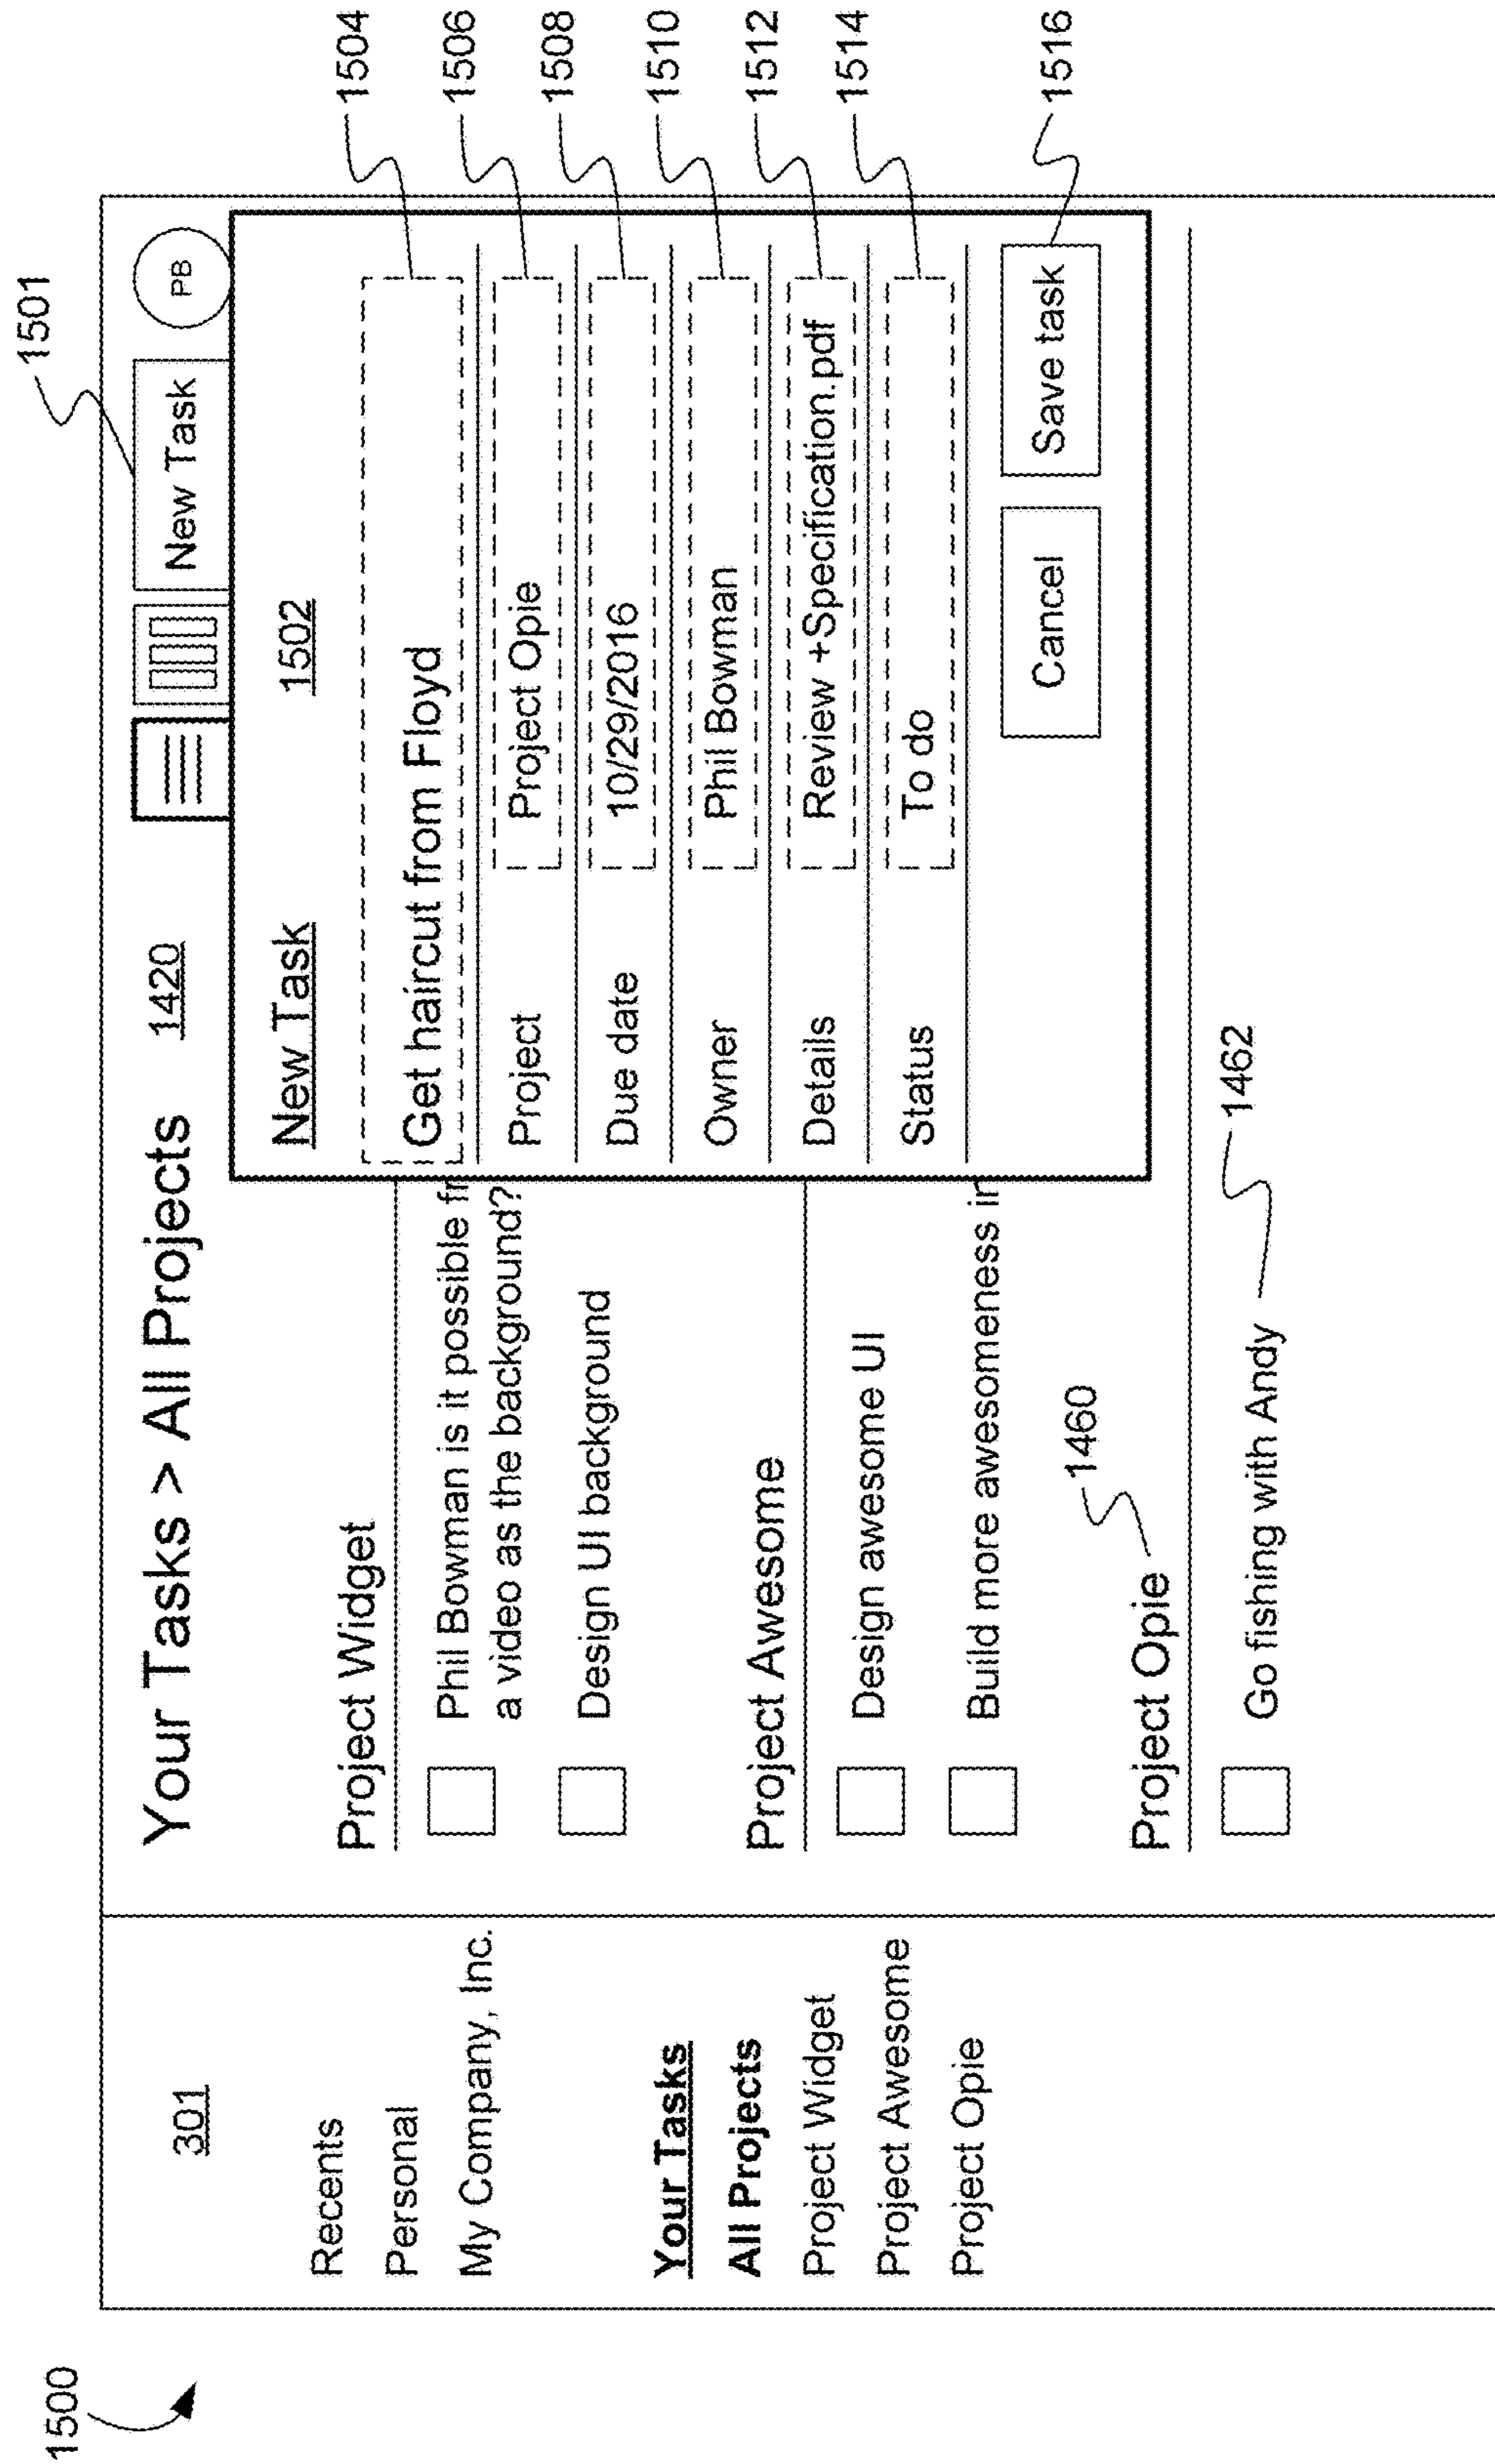 1500
301
Recents
Personal
My Company, Inc.
Your Tasks
All Projects
Project Widget
Project Awesome
Project Opie
Your Tasks > All Projects 1420
New Task
PB
1501
Project Widget
Phil Bowman is it possible fr
a video as the background?
Design UI background
Project Awesome
Design awesome UI
Build more awesomeness in
Project Opie
1460
Go fishing with Andy
1462
New Task 1502
Get haircut from Floyd
1504
Project Project Opie
1506
Due date 10/29/2016
1508
Owner Phil Bowman
1510
Details Review +Specification.pdf
1512
Status To do
1514
Cancel Save task
1516